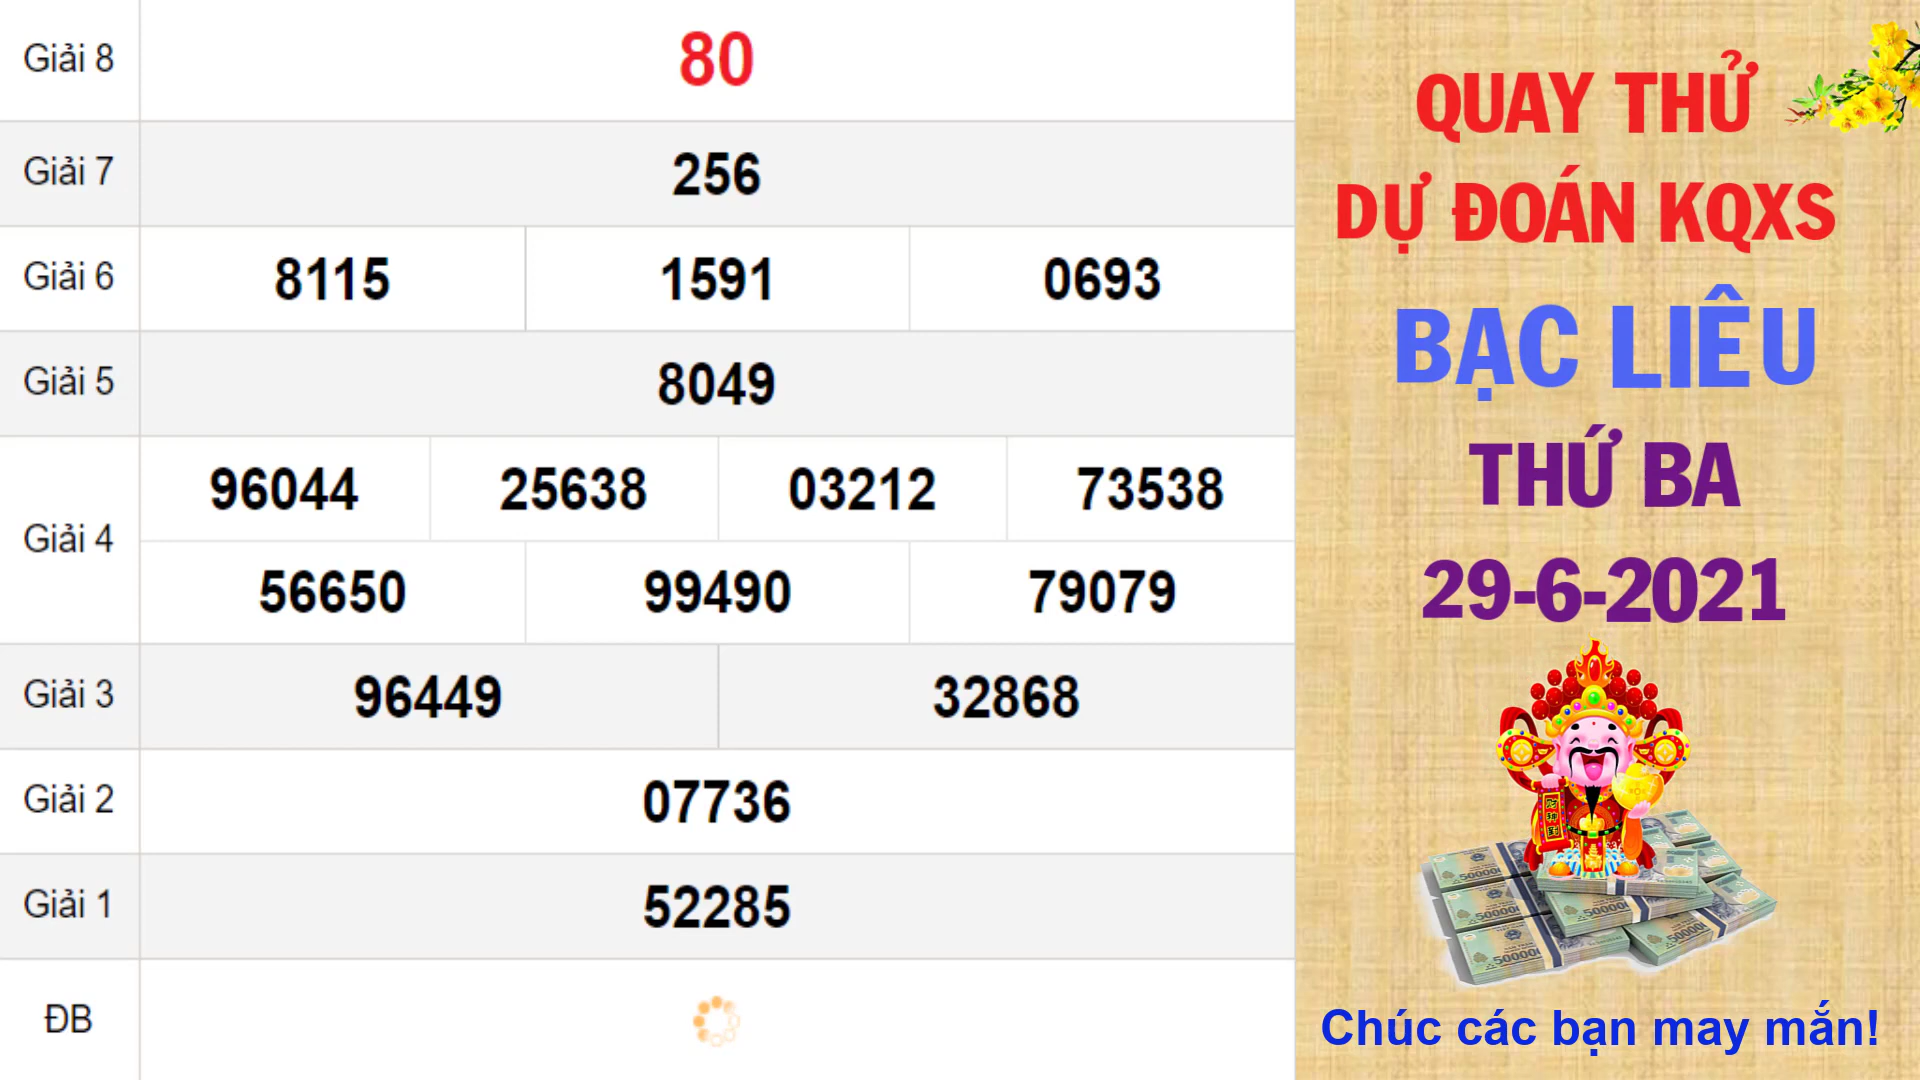 Giải 8 80
Giải 7 256
Giải 6 8115 1591 0693
Giải 5 8049
Giải 4 96044 25638 03212 73538
56650 99490 79079
Giải 3 96449 32868
Giải 2 07736
Giải 1 52285
ĐB
QUAY THỬ
DỰ ĐOÁN KQXS
BẠC LIÊU
THỨ BA
29-6-2021
Chúc các bạn may mắn!